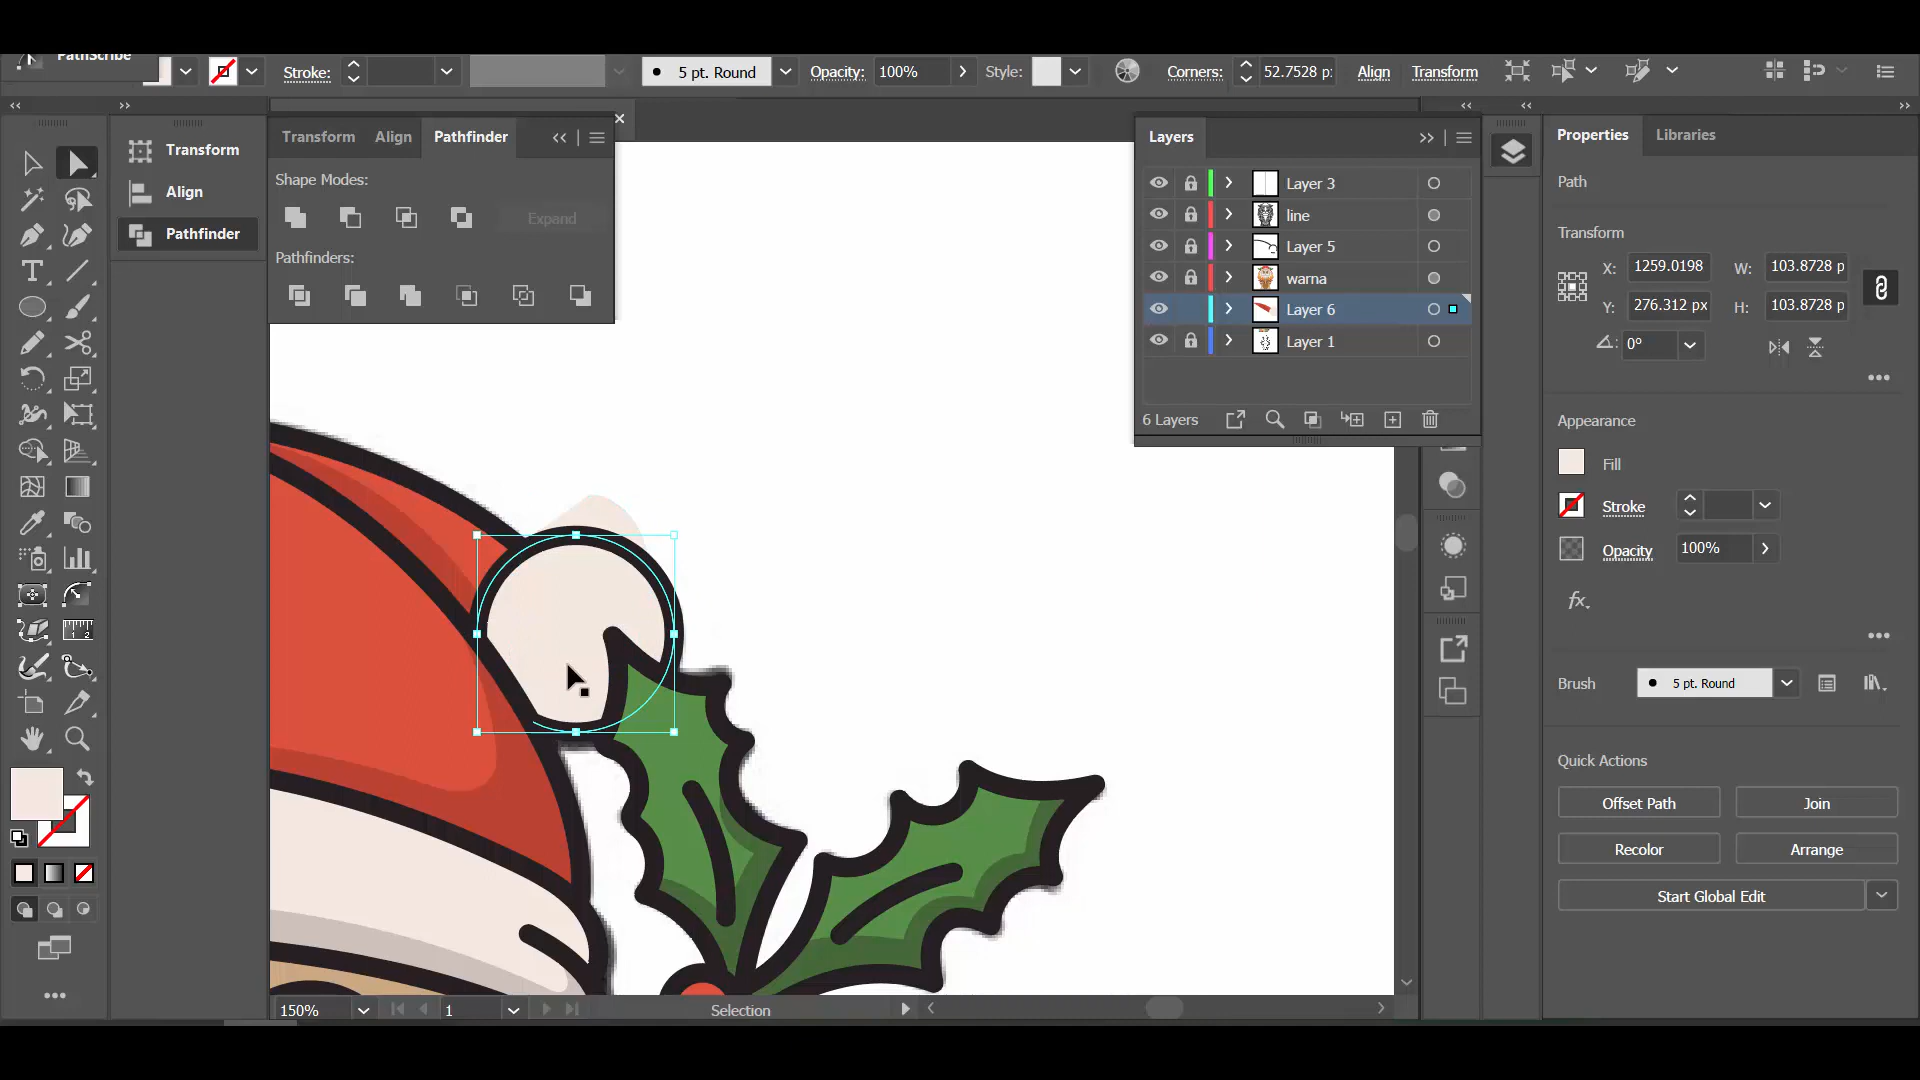 PathScribe
Stroke:
5 pt. Round
Opacity:
100%
Style:
Corners:
52.7528 p:
Align
Transform
Transform
Align
Pathfinder
Transform
Align
Pathfinder
Shape Modes:
Expand
Pathfinders:
Layers
Layer 3
line
Layer 5
warna
Layer 6
Layer 1
6 Layers
Properties
Libraries
Path
Transform
X:
1259.0198
W:
103.8728 p
Y:
276.312 px
H:
103.8728 p
0°
Appearance
Fill
Stroke
Opacity
100%
fx.
Brush
5 pt. Round
Quick Actions
Offset Path
Join
Recolor
Arrange
Start Global Edit
150%
1
Selection